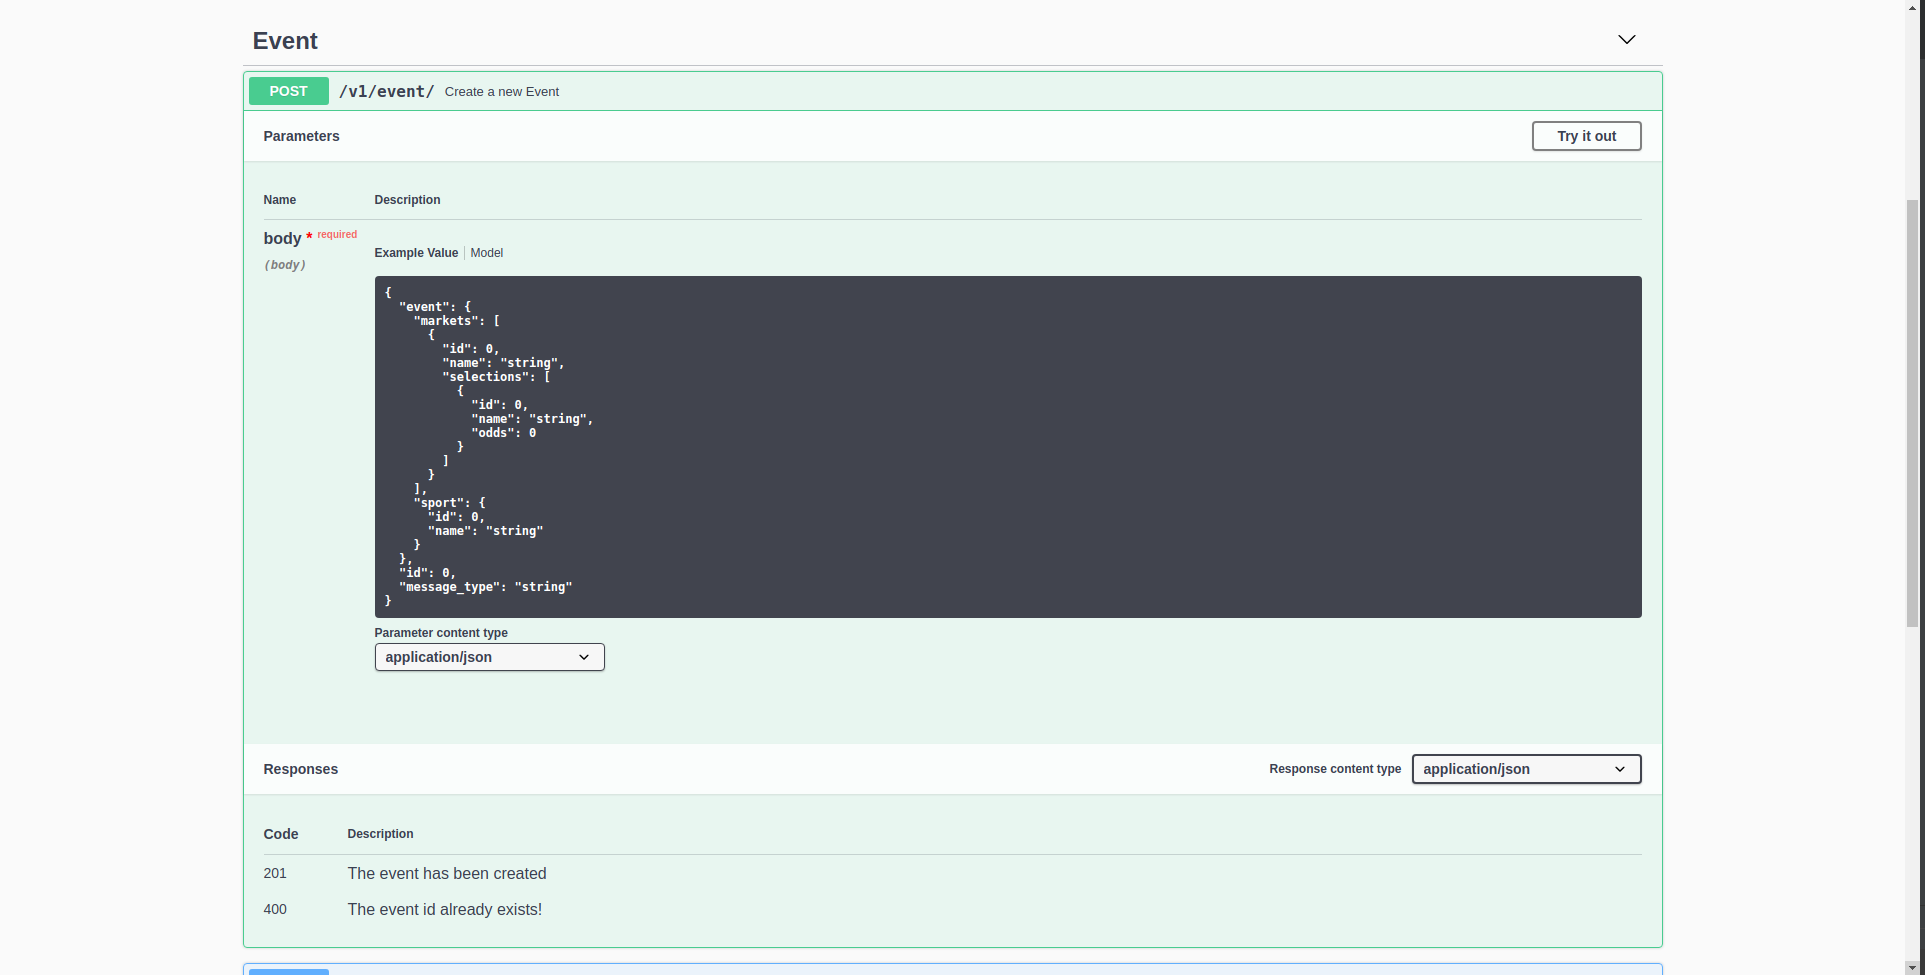 Event
POST /v1/event/ Create a new Event
Parameters
Try it out
Name Description
body * required
(body)
Example Value Model
{
  "event": {
    "markets": [
      {
        "id": 0,
        "name": "string",
        "selections": [
          {
            "id": 0,
            "name": "string",
            "odds": 0
          }
        ]
      }
    ],
    "sport": {
      "id": 0,
      "name": "string"
    }
  },
  "id": 0,
  "message_type": "string"
}
Parameter content type
application/json
Responses
Response content type application/json
Code Description
201 The event has been created
400 The event id already exists!